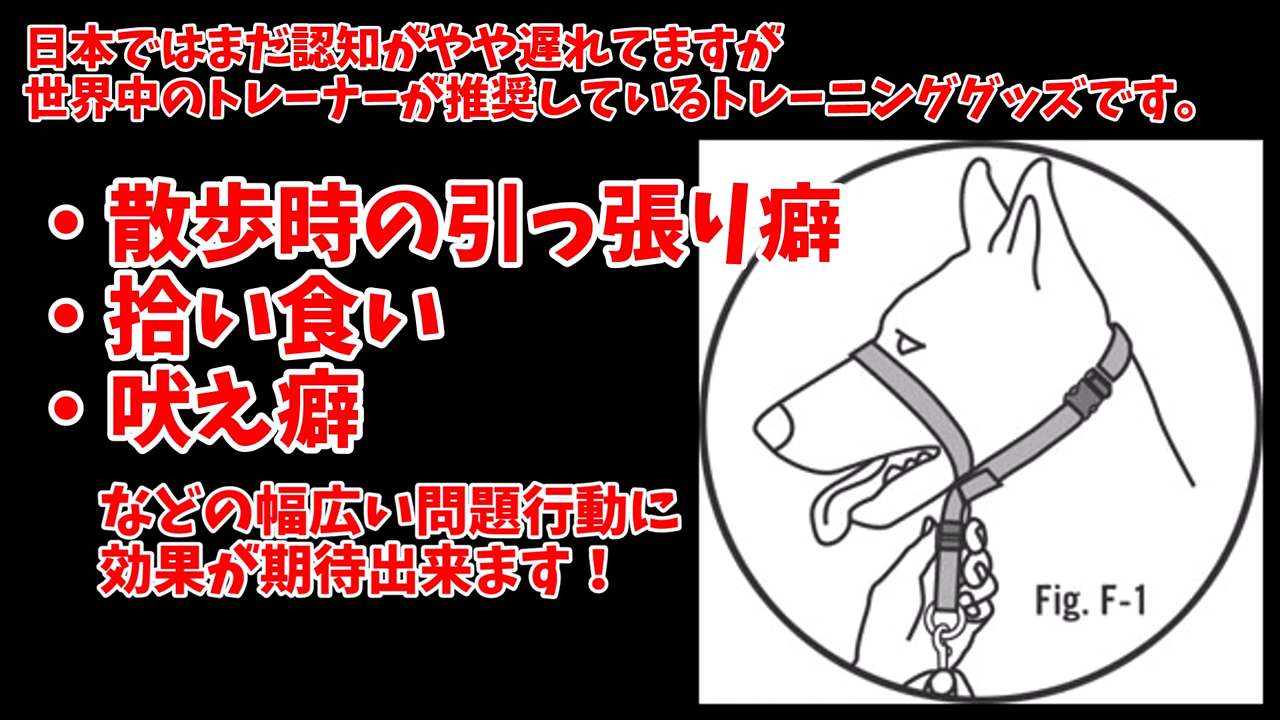 日本ではまだ認知がやや遅れてますが
世界中のトレーナーが推奨しているトレーニンググッズです。
・散歩時の引っ張り癖
・拾い食い
・吠え癖
などの幅広い問題行動に
効果が期待出来ます！
Fig. F-1